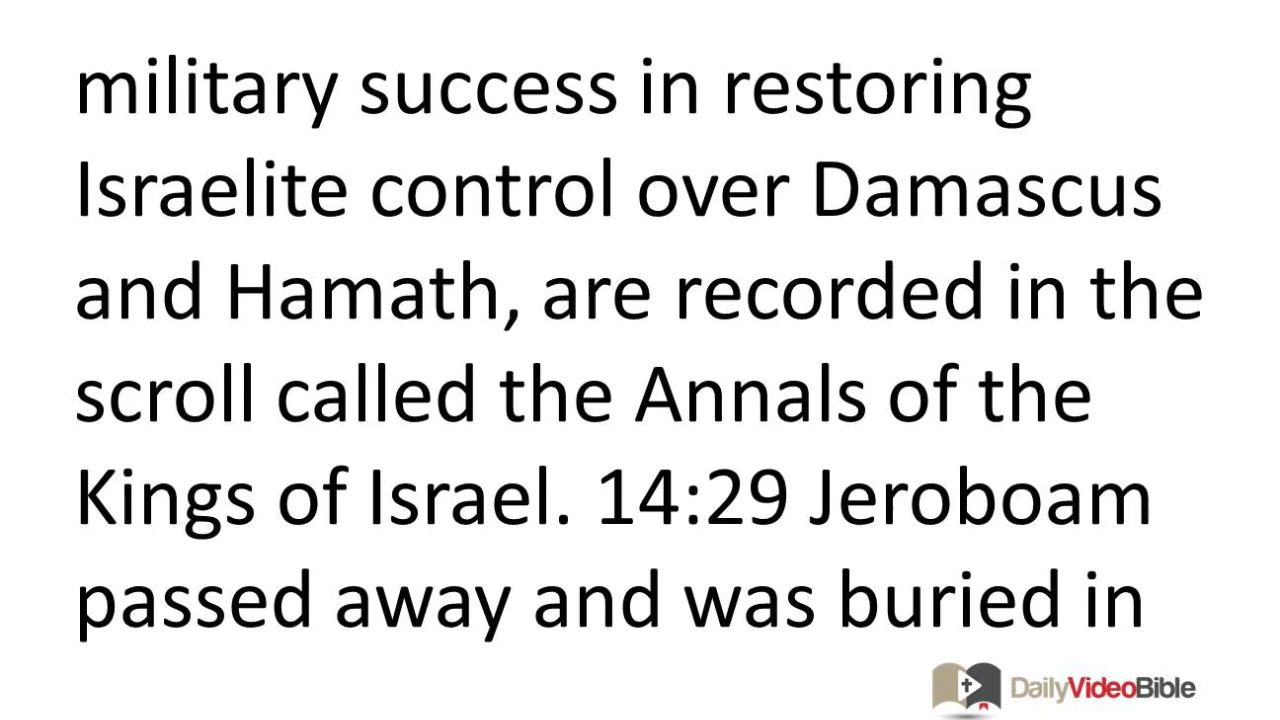 military success in restoring
Israelite control over Damascus
and Hamath, are recorded in the
scroll called the Annals of the
Kings of Israel. 14:29 Jeroboam
passed away and was buried in
DailyVideoBible